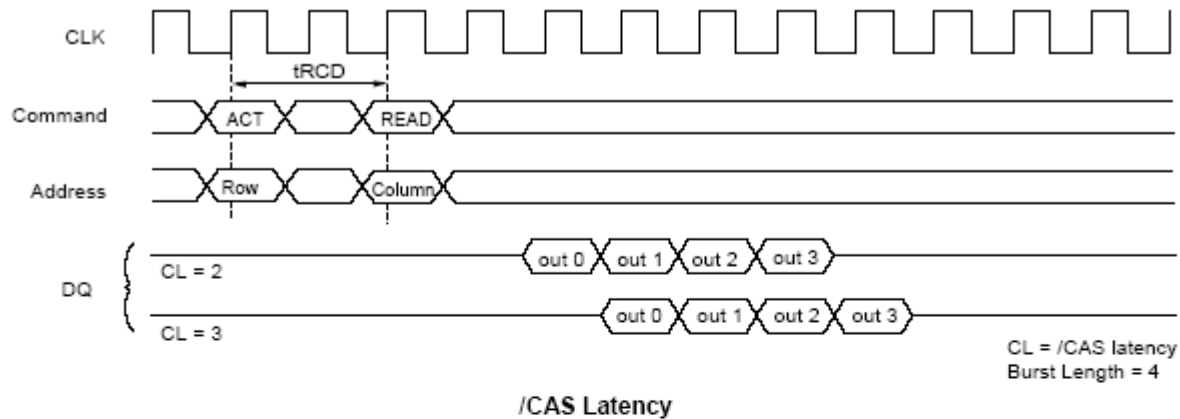 CLK
tRCD
Command
ACT
READ
Address
Row
Column
DQ
CL = 2
out 0
out 1
out 2
out 3
CL = 3
out 0
out 1
out 2
out 3
CL = /CAS latency
Burst Length = 4
/CAS Latency